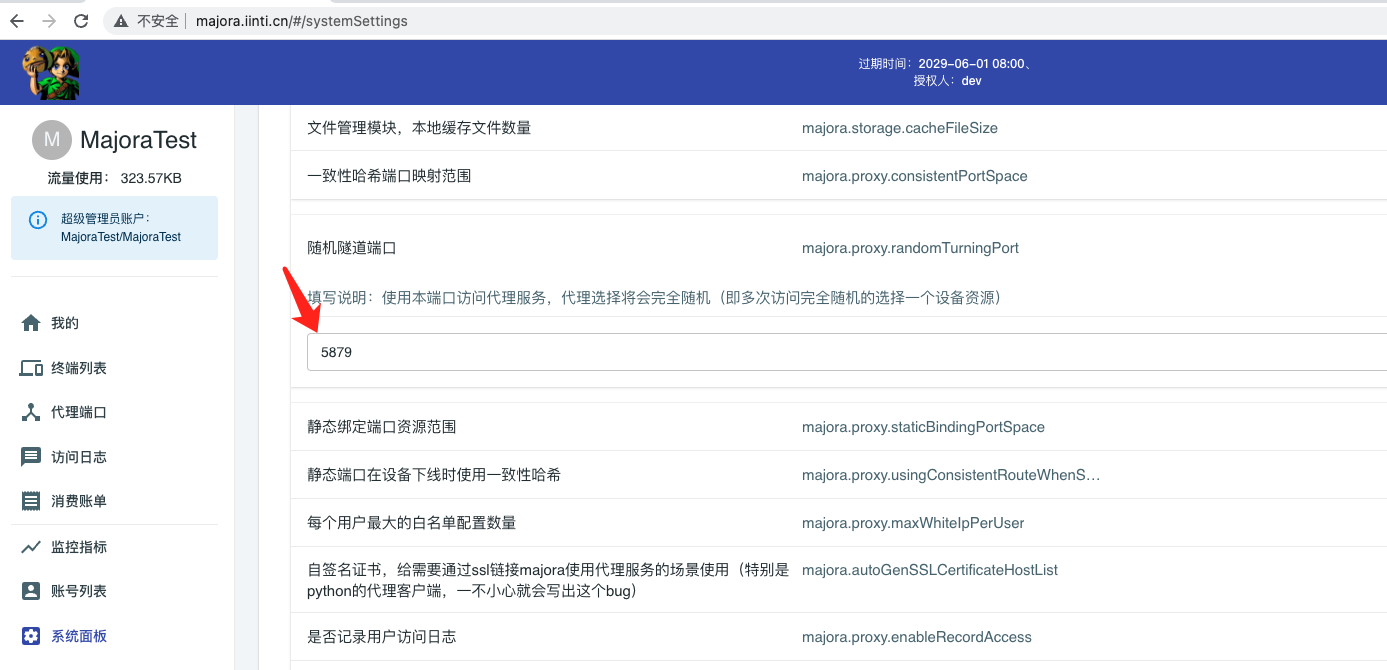 不安全 majora.iinti.cn/#/systemSettings
过期时间：2029-06-01 08:00、
授权人：dev
M MajoraTest
流量使用： 323.57KB
超级管理员账户：
MajoraTest/MajoraTest
我的
终端列表
代理端口
访问日志
消费账单
监控指标
账号列表
系统面板
文件管理模块，本地缓存文件数量 majora.storage.cacheFileSize
一致性哈希端口映射范围 majora.proxy.consistentPortSpace
随机隧道端口 majora.proxy.randomTurningPort
填写说明：使用本端口访问代理服务，代理选择将会完全随机（即多次访问完全随机的选择一个设备资源）
5879
静态绑定端口资源范围 majora.proxy.staticBindingPortSpace
静态端口在设备下线时使用一致性哈希 majora.proxy.usingConsistentRouteWhenS…
每个用户最大的白名单配置数量 majora.proxy.maxWhiteIpPerUser
自签名证书，给需要通过ssl链接majora使用代理服务的场景使用（特别是 majora.autoGenSSLCertificateHostList
python的代理客户端，一不小心就会写出这个bug）
是否记录用户访问日志 majora.proxy.enableRecordAccess